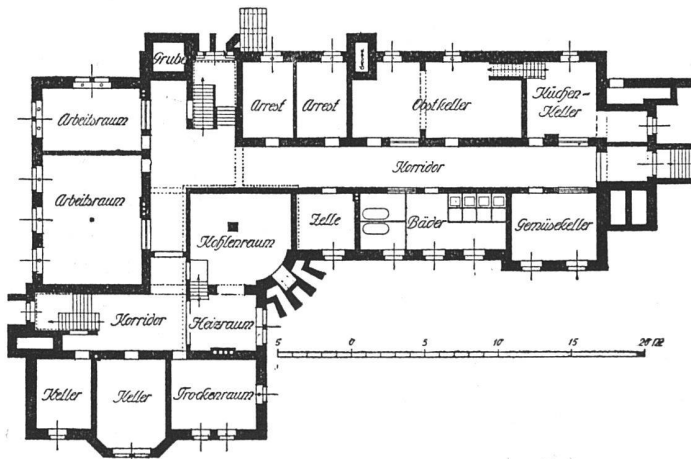 Grube
Arbeitsraum
Arrest
Arrest
Obstkeller
Küchen-
Keller
Korridor
Arbeitsraum
Kohlenraum
Zelle
Bäder
Gemüsekeller
Korridor
Heizraum
5 0 5 10 15 20 m
Keller
Keller
Trockenraum